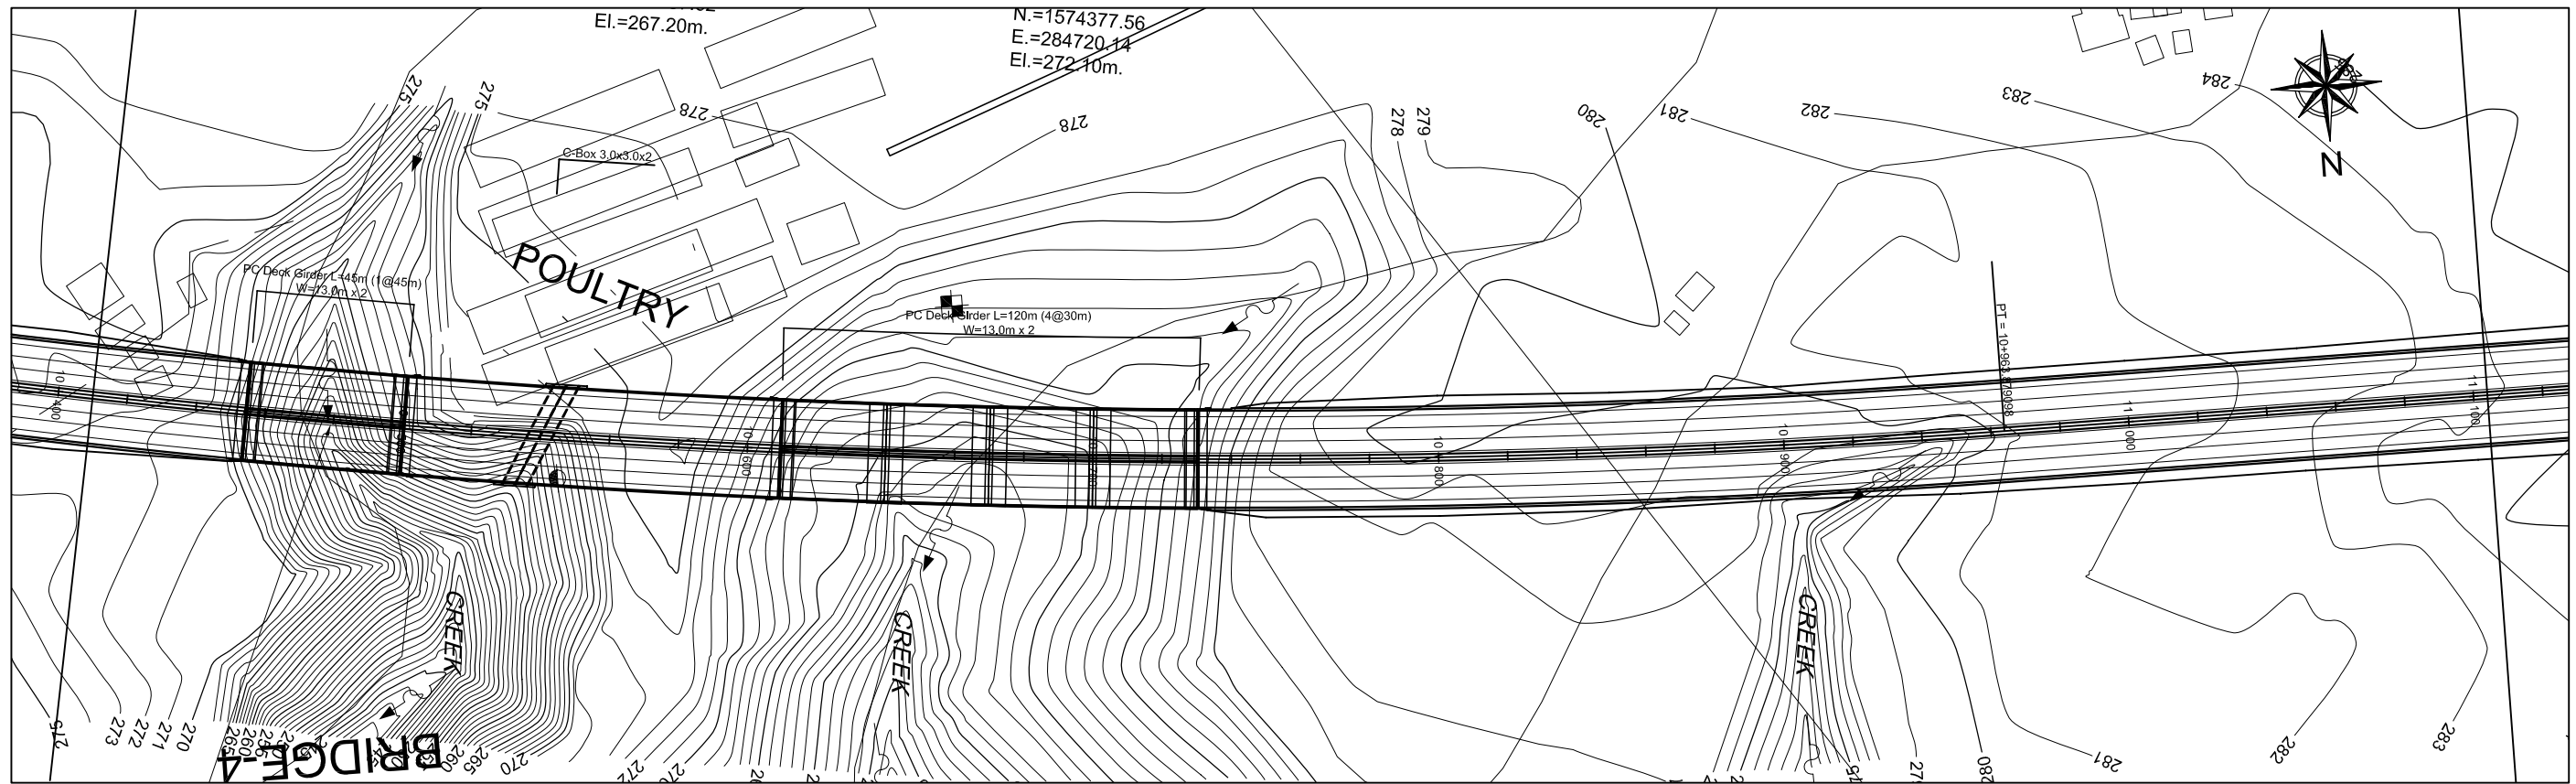 El.=267.20m.
N.=1574377.56
E.=284720.14
El.=272.10m.
275
275
278
278
278
279
280
281
282
283
284
N
C-Box 3.0x3.0x2
POULTRY
PC Deck Girder L=45m (1@45m)
W=13.0m x 2
PC Deck Girder L=120m (4@30m)
W=13.0m x 2
PT = 10+963.879098
10 400
10 600
10 800
10 900
11 000
11 100
CREEK
CREEK
CREEK
275
273
272
271
270
265
260
260
265
270
272
281
282
283
280
BRIDGE-4